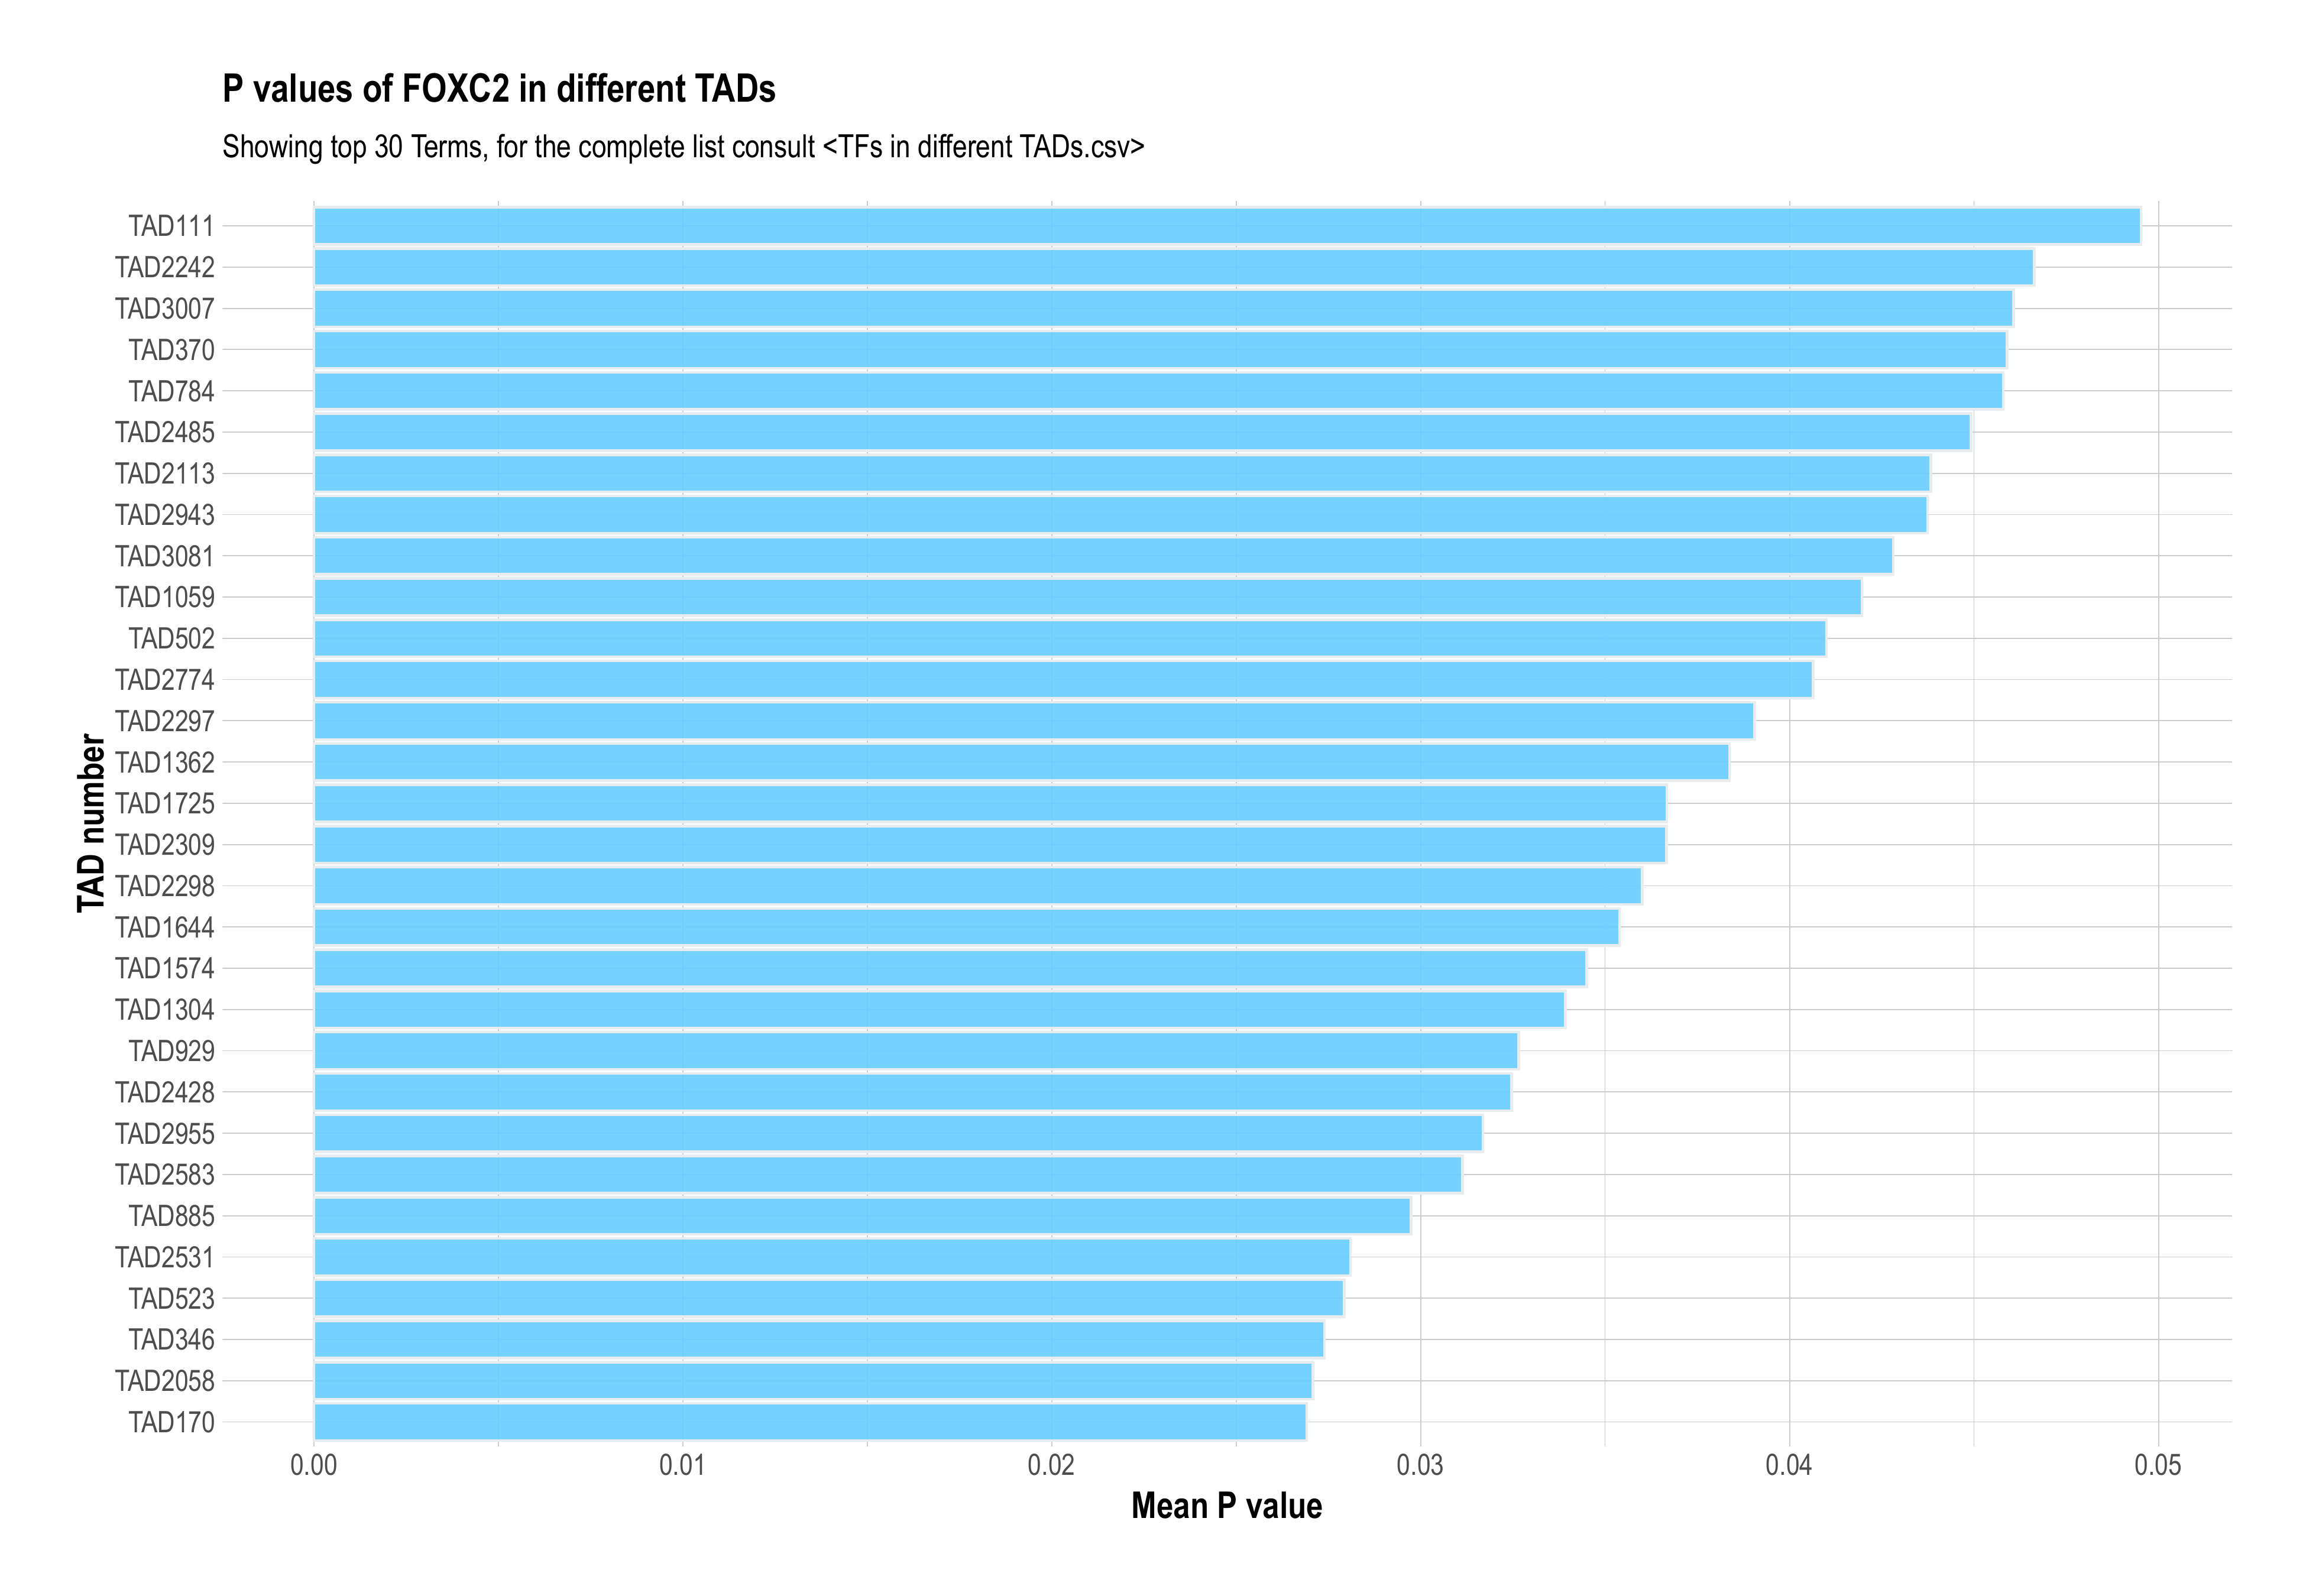 P values of FOXC2 in different TADs
Showing top 30 Terms, for the complete list consult <TFs in different TADs.csv>
TAD number
TAD111
TAD2242
TAD3007
TAD370
TAD784
TAD2485
TAD2113
TAD2943
TAD3081
TAD1059
TAD502
TAD2774
TAD2297
TAD1362
TAD1725
TAD2309
TAD2298
TAD1644
TAD1574
TAD1304
TAD929
TAD2428
TAD2955
TAD2583
TAD885
TAD2531
TAD523
TAD346
TAD2058
TAD170
0.00 0.01 0.02 0.03 0.04 0.05
Mean P value